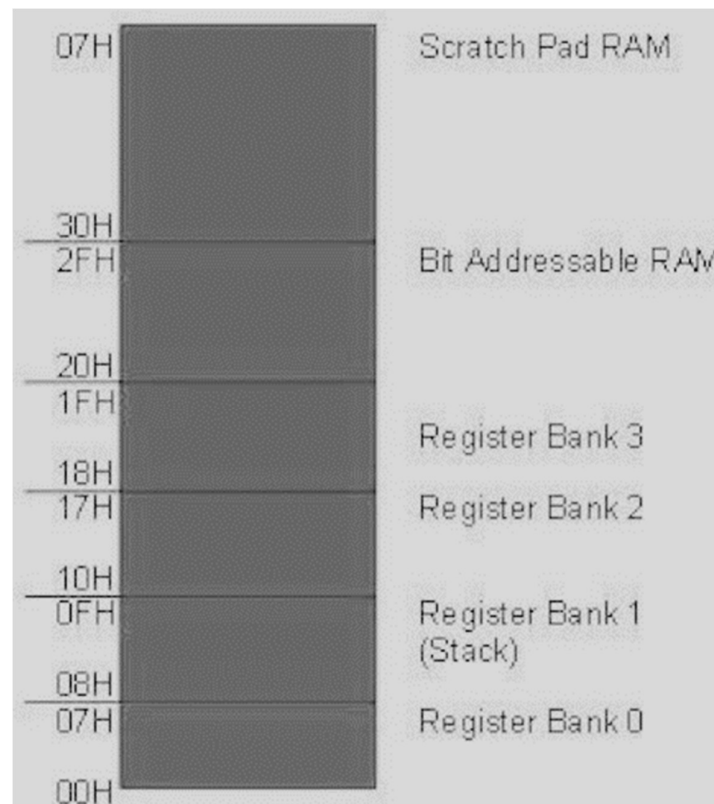 07H Scratch Pad RAM
30H
2FH Bit Addressable RAM
20H
1FH
Register Bank 3
18H
17H Register Bank 2
10H
0FH Register Bank 1
(Stack)
08H
07H Register Bank 0
00H